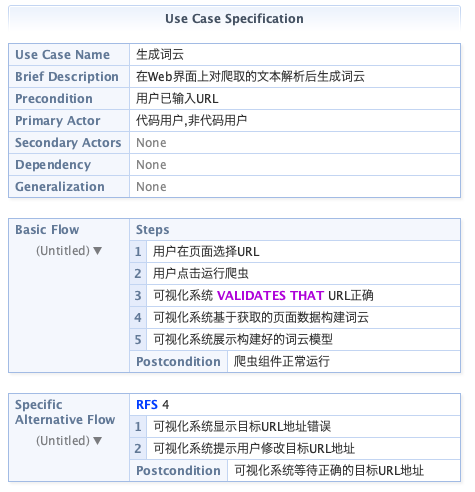 Use Case Specification
Use Case Name 生成词云
Brief Description 在Web界面上对爬取的文本解析后生成词云
Precondition 用户已输入URL
Primary Actor 代码用户,非代码用户
Secondary Actors None
Dependency None
Generalization None
Basic Flow Steps
(Untitled) ▼
1 用户在页面选择URL
2 用户点击运行爬虫
3 可视化系统 VALIDATES THAT URL正确
4 可视化系统基于获取的页面数据构建词云
5 可视化系统展示构建好的词云模型
Postcondition 爬虫组件正常运行
Specific
Alternative Flow
(Untitled) ▼
RFS 4
1 可视化系统显示目标URL地址错误
2 可视化系统提示用户修改目标URL地址
Postcondition 可视化系统等待正确的目标URL地址